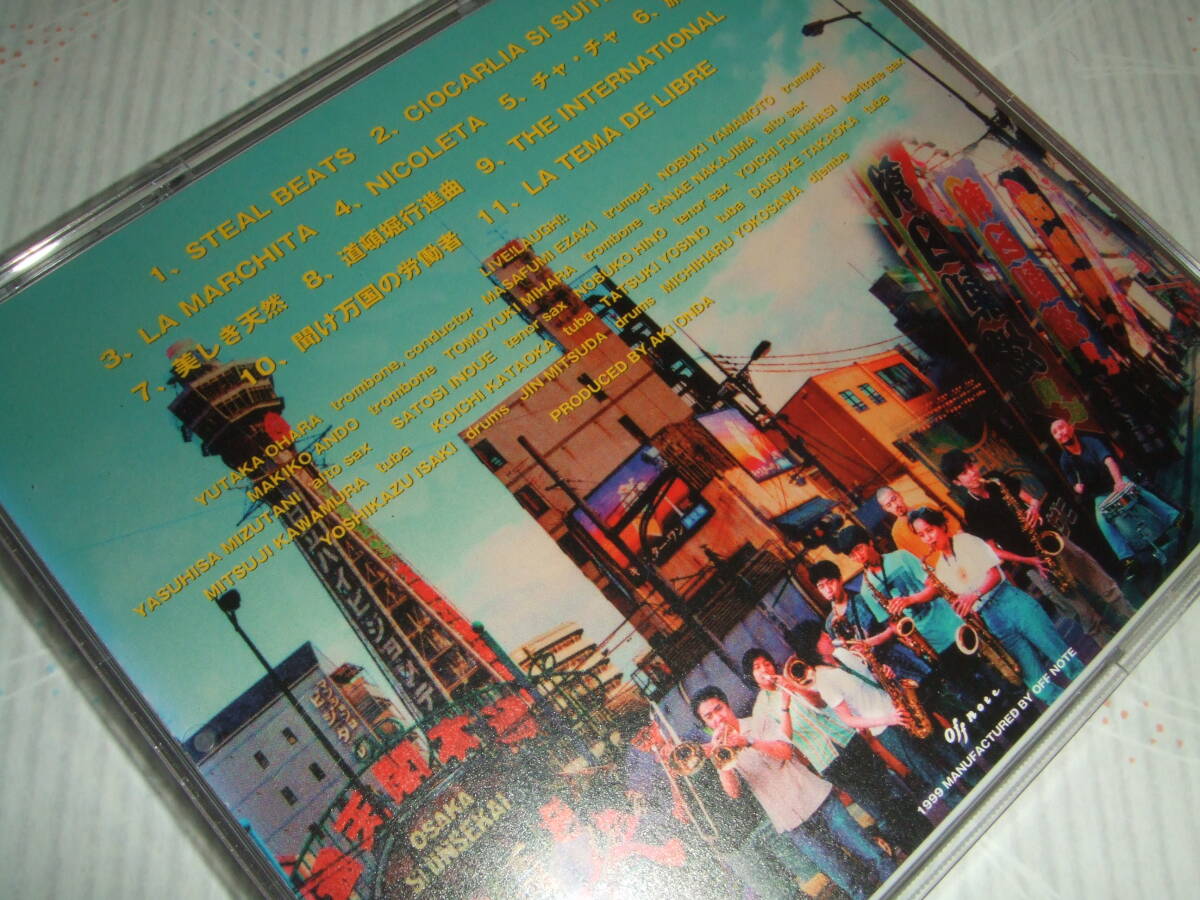 1. STEAL BEATS 2. CIOCARLIA SI SUIT
3. LA MARCHITA 4. NICOLETA 5. チャ・チャ 6.
7. 美しき天然 8. 道頓堀行進曲 9. THE INTERNATIONAL
10. 聞け万国の労働者 11. LA TEMA DE LIBRE
LIVE!LAUGH!!:
YUTAKA OHARA trombone, conductor MASAFUMI EZAKI trumpet NOBUKI YAMAMOTO trumpet
MAKIKO ANDO trombone TOMOYUKI MIHARA trombone SANAE NAKAJIMA alto sax
YASUHISA MIZUTANI alto sax SATOSI INOUE tenor sax NOBUKO HINO tenor sax YOICHI FUNAHASI baritone sax
MITSUJI KAWAMURA tuba KOICHI KATAOKA tuba TATSUKI YOSINO tuba DAISUKE TAKAOKA tuba
YOSHIKAZU ISAKI drums JIN MITSUDA drums MICHIHARU YOKOSAWA djembe
PRODUCED BY AKI ONDA
OSAKA
SHINSEKAI
off note
1999 MANUFACTURED BY OFF NOTE